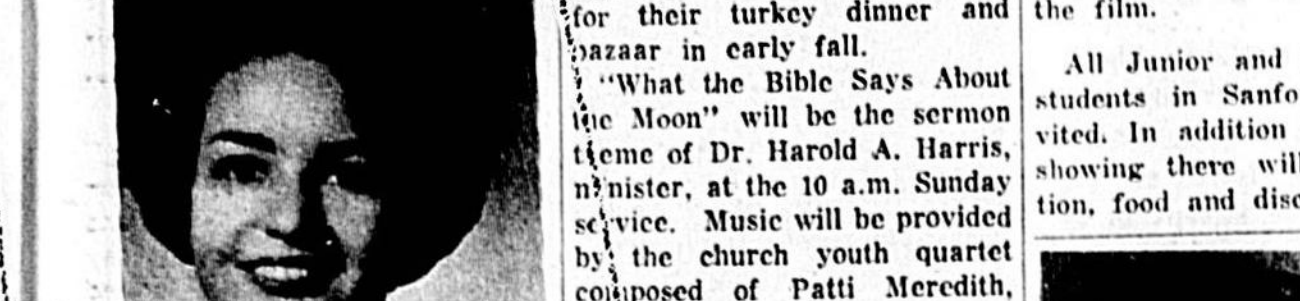 for their turkey dinner and
bazaar in early fall.
"What the Bible Says About
the Moon" will be the sermon
theme of Dr. Harold A. Harris,
minister, at the 10 a.m. Sunday
service. Music will be provided
by the church youth quartet
composed of Patti Meredith,
the film.
All Junior and
students in Sanfo
vited. In addition
showing there will
tion, food and disc